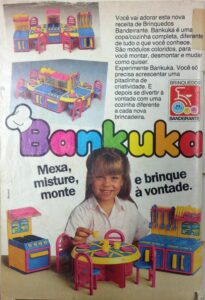 Você vai adorar esta nova
receita de Brinquedos
Bandeirante. Bankuka é uma
copa/cozinha completa, diferente
de tudo o que você conhece.
São módulos coloridos, para
você montar, desmontar e mudar
como quiser.
Experimente Bankuka. Você só
precisa acrescentar uma
pitadinha de
criatividade. E
depois se divertir à
vontade com uma
cozinha diferente
a cada nova
brincadeira.
BRINQUEDOS
BANDEIRANTE
Bankuka
Mexa,
misture,
monte
e brinque
à vontade.